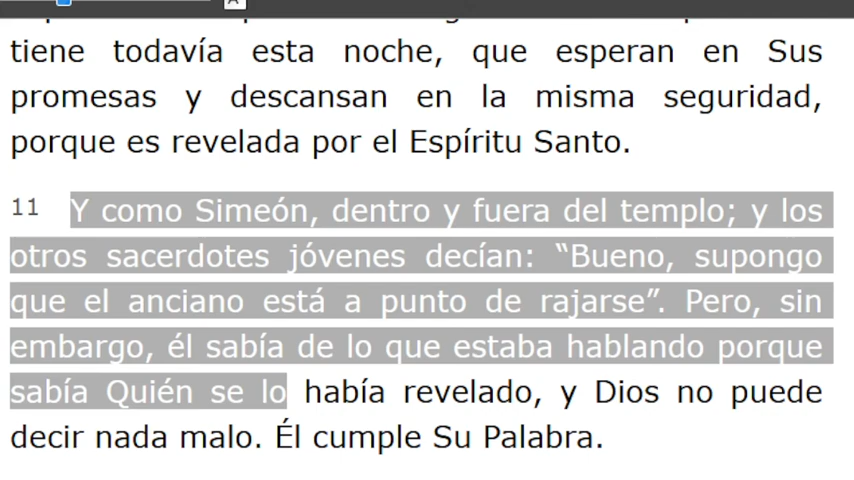 A
tiene todavía esta noche, que esperan en Sus
promesas y descansan en la misma seguridad,
porque es revelada por el Espíritu Santo.
11 Y como Simeón, dentro y fuera del templo; y los
otros sacerdotes jóvenes decían: “Bueno, supongo
que el anciano está a punto de rajarse”. Pero, sin
embargo, él sabía de lo que estaba hablando porque
sabía Quién se lo había revelado, y Dios no puede
decir nada malo. Él cumple Su Palabra.